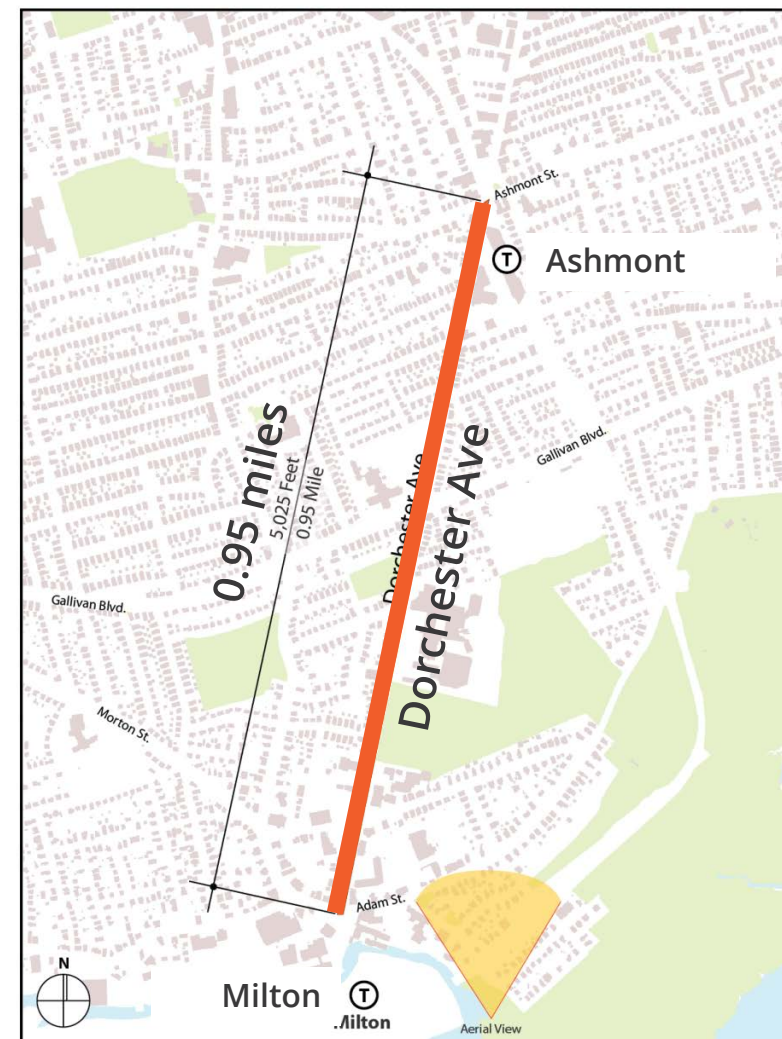 Ashmont St.
T Ashmont
0.95 miles
5,025 Feet
0.95 Mile
Dorchester Ave
Dorchester Ave
Gallivan Blvd.
Gallivan Blvd.
Morton St.
Adam St.
N
Milton T
Milton
Aerial View